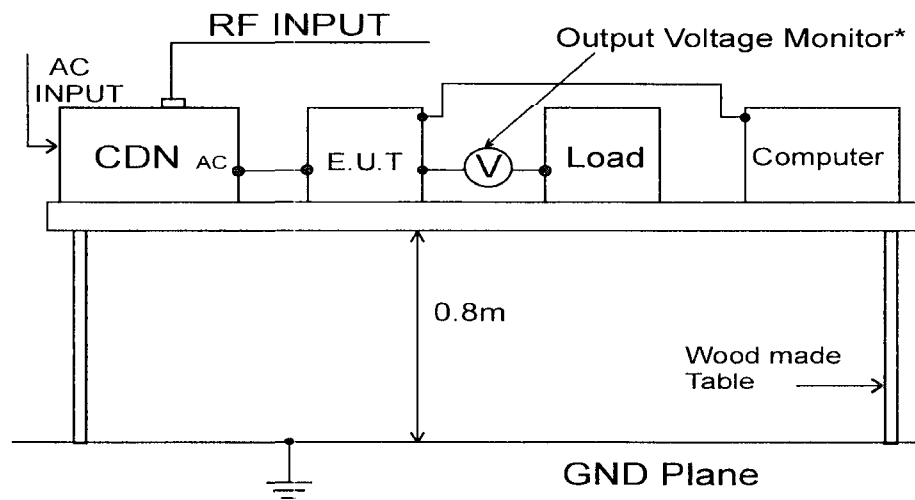 RF INPUT
Output Voltage Monitor*
AC
INPUT
CDN
AC
E.U.T
V
Load
Computer
0.8m
Wood made
Table
GND Plane